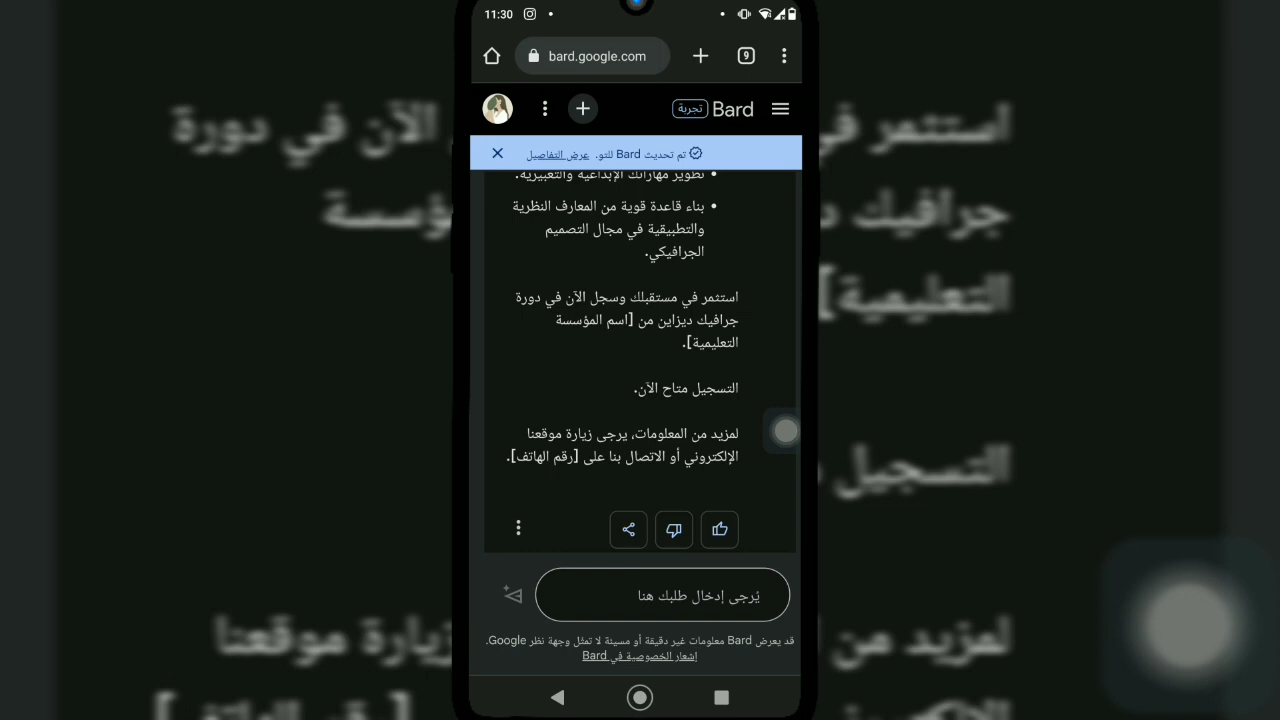 11:30
bard.google.com
9
Bard تجربة
تم تحديث Bard للتو. عرض التفاصيل
• تطوير مهاراتك الإبداعية والتعبيرية.
• بناء قاعدة قوية من المعارف النظرية
والتطبيقية في مجال التصميم
الجرافيكي.
استثمر في مستقبلك وسجل الآن في دورة
جرافيك ديزاين من [اسم المؤسسة
التعليمية].
التسجيل متاح الآن.
لمزيد من المعلومات، يرجى زيارة موقعنا
الإلكتروني أو الاتصال بنا على [رقم الهاتف].
يُرجى إدخال طلبك هنا
قد يعرض Bard معلومات غير دقيقة أو مسيئة لا تمثّل وجهة نظر Google.
إشعار الخصوصية في Bard